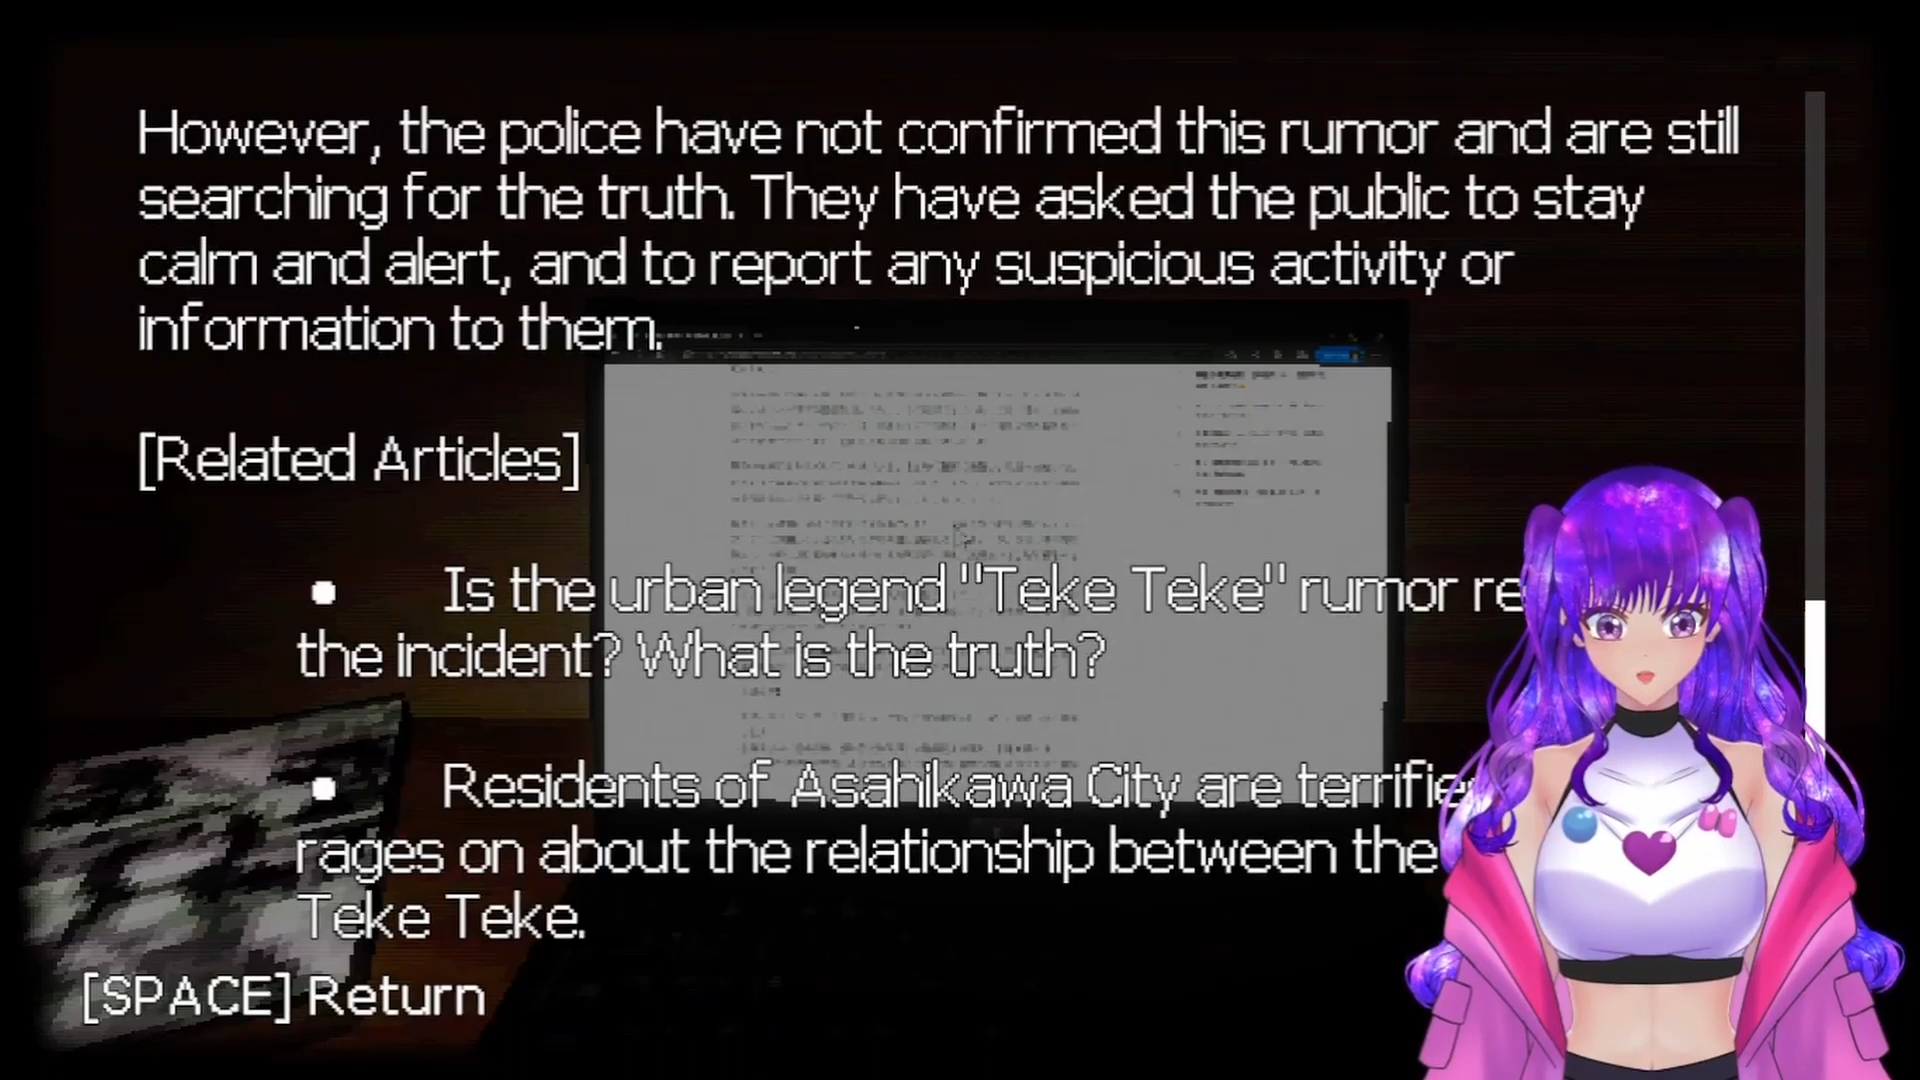 However, the police have not confirmed this rumor and are still
searching for the truth. They have asked the public to stay
calm and alert, and to report any suspicious activity or
information to them.
[Related Articles]
• Is the urban legend "Teke Teke" rumor
the incident? What is the truth?
• Residents of Asahikawa City are
rages on about the relationship between the
Teke Teke.
[SPACE] Return